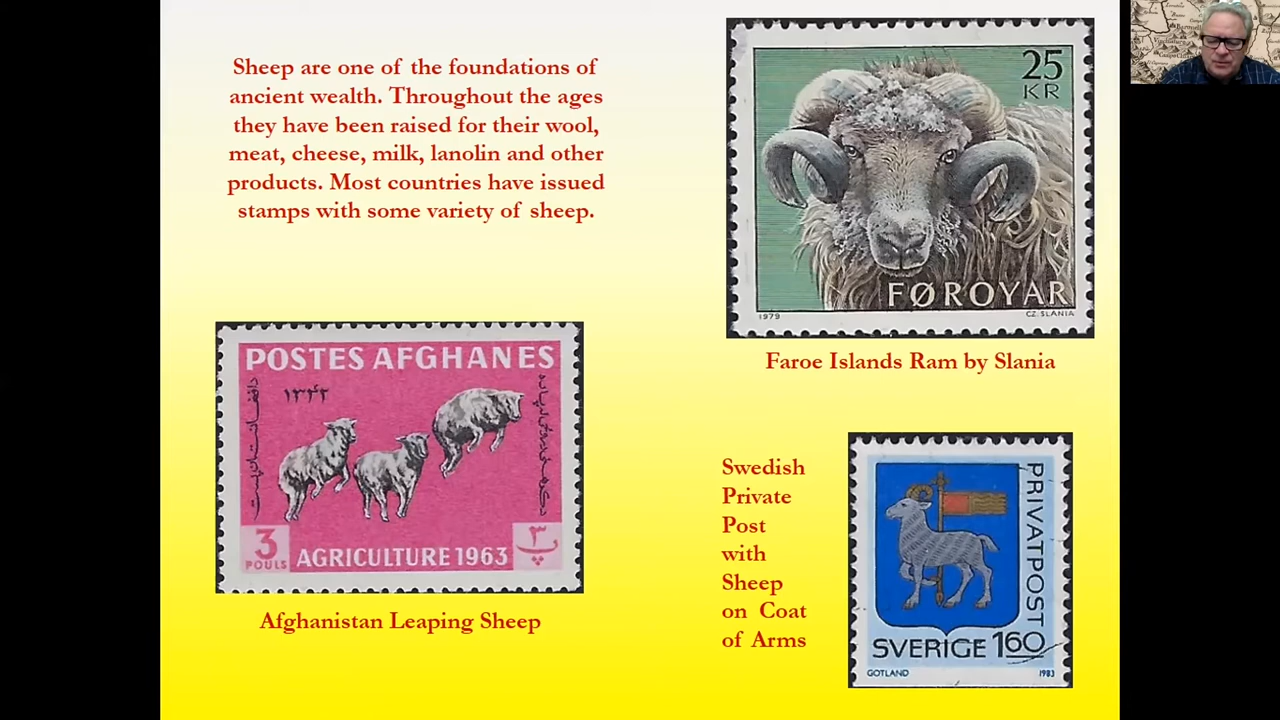 Sheep are one of the foundations of
ancient wealth. Throughout the ages
they have been raised for their wool,
meat, cheese, milk, lanolin and other
products. Most countries have issued
stamps with some variety of sheep.
25
KR
FØROYAR
1979
CZ. SLANIA
Faroe Islands Ram by Slania
POSTES AFGHANES
۱۳۴۲
3
POULS
AGRICULTURE 1963
۳
Afghanistan Leaping Sheep
Swedish
Private
Post
with
Sheep
on Coat
of Arms
PRIVATPOST
SVERIGE 160
GOTLAND
1983